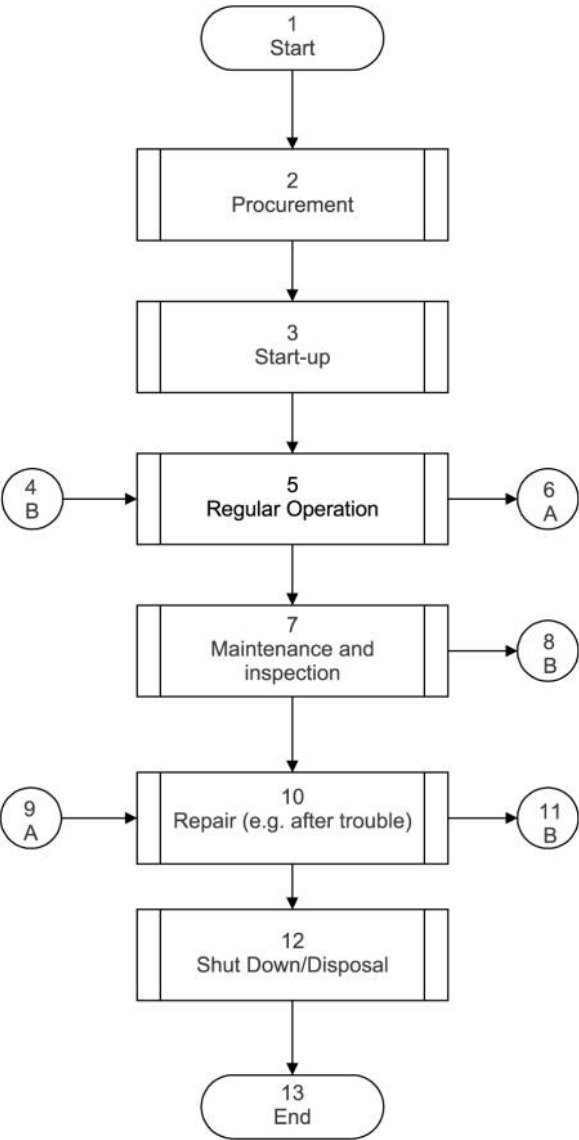 1
Start
2
Procurement
3
Start-up
4
B
5
Regular Operation
6
A
7
Maintenance and
inspection
8
B
9
A
10
Repair (e.g. after trouble)
11
B
12
Shut Down/Disposal
13
End